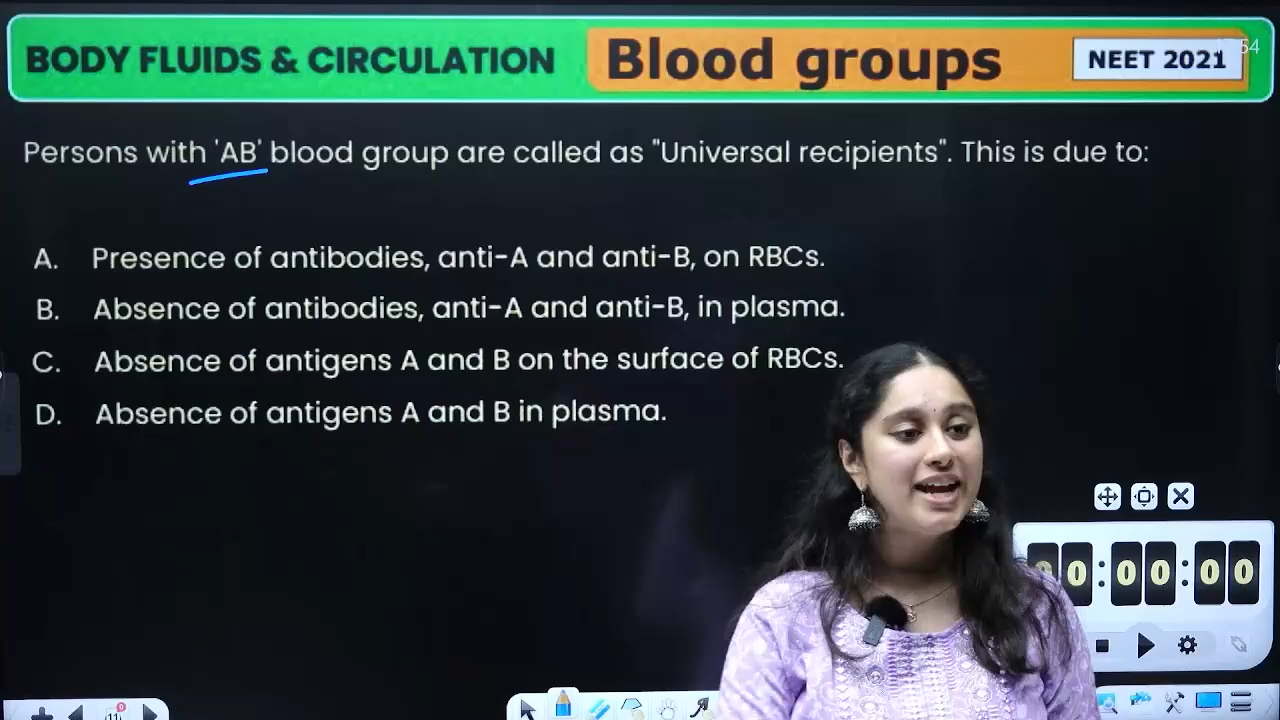 BODY FLUIDS & CIRCULATION
Blood groups
NEET 2021
54
Persons with 'AB' blood group are called as "Universal recipients". This is due to:
A. Presence of antibodies, anti-A and anti-B, on RBCs.
B. Absence of antibodies, anti-A and anti-B, in plasma.
C. Absence of antigens A and B on the surface of RBCs.
D. Absence of antigens A and B in plasma.
00:00:00
11